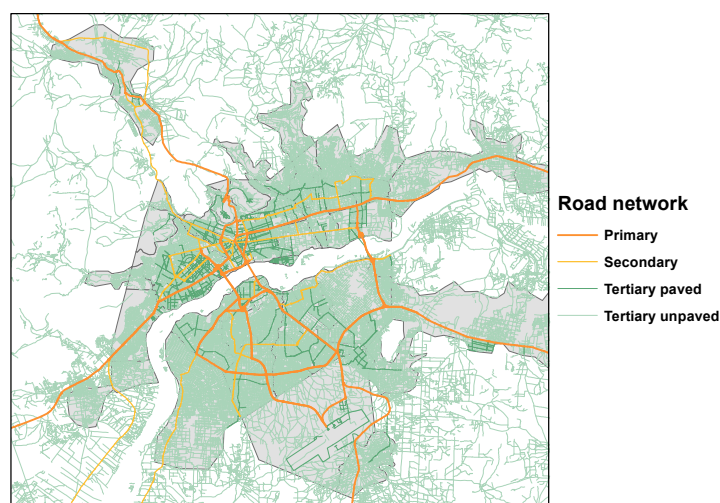 Road network
Primary
Secondary
Tertiary paved
Tertiary unpaved